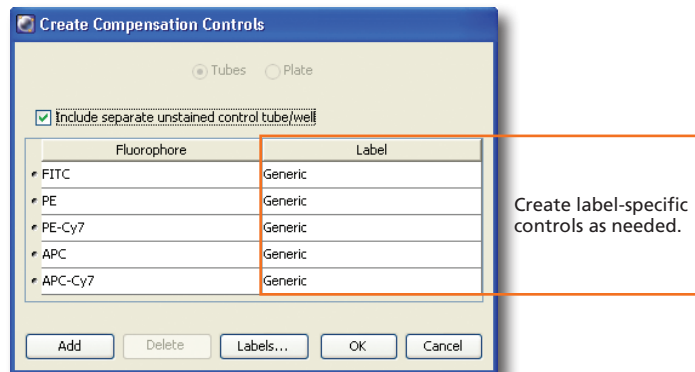 Create Compensation Controls
Tubes Plate
Include separate unstained control tube/well
Fluorophore Label
FITC Generic
PE Generic
PE-Cy7 Generic
APC Generic
APC-Cy7 Generic
Create label-specific
controls as needed.
Add Delete Labels... OK Cancel